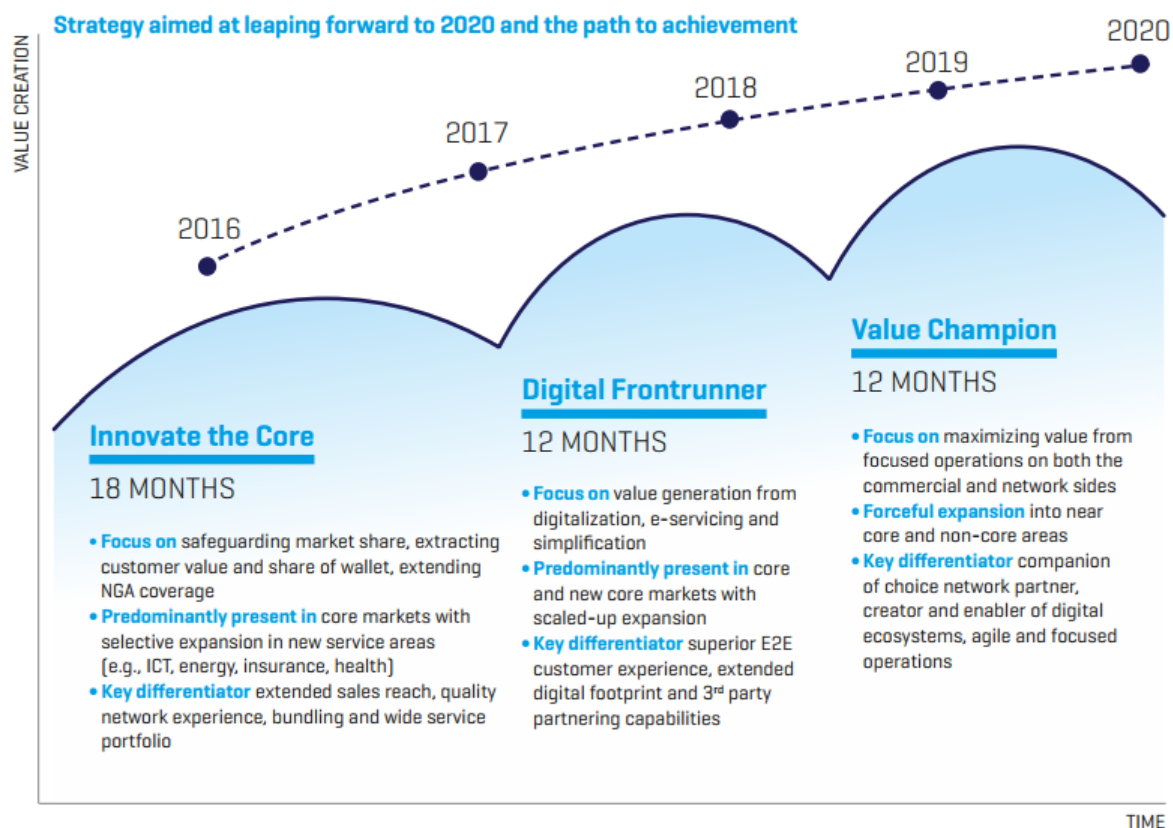 Strategy aimed at leaping forward to 2020 and the path to achievement
VALUE CREATION
2016
2017
2018
2019
2020
Innovate the Core
18 MONTHS
• Focus on safeguarding market share, extracting
customer value and share of wallet, extending
NGA coverage
• Predominantly present in core markets with
selective expansion in new service areas
(e.g., ICT, energy, insurance, health)
• Key differentiator extended sales reach, quality
network experience, bundling and wide service
portfolio
Digital Frontrunner
12 MONTHS
• Focus on value generation from
digitalization, e-servicing and
simplification
• Predominantly present in core
and new core markets with
scaled-up expansion
• Key differentiator superior E2E
customer experience, extended
digital footprint and 3rd party
partnering capabilities
Value Champion
12 MONTHS
• Focus on maximizing value from
focused operations on both the
commercial and network sides
• Forceful expansion into near
core and non-core areas
• Key differentiator companion
of choice network partner,
creator and enabler of digital
ecosystems, agile and focused
operations
TIME